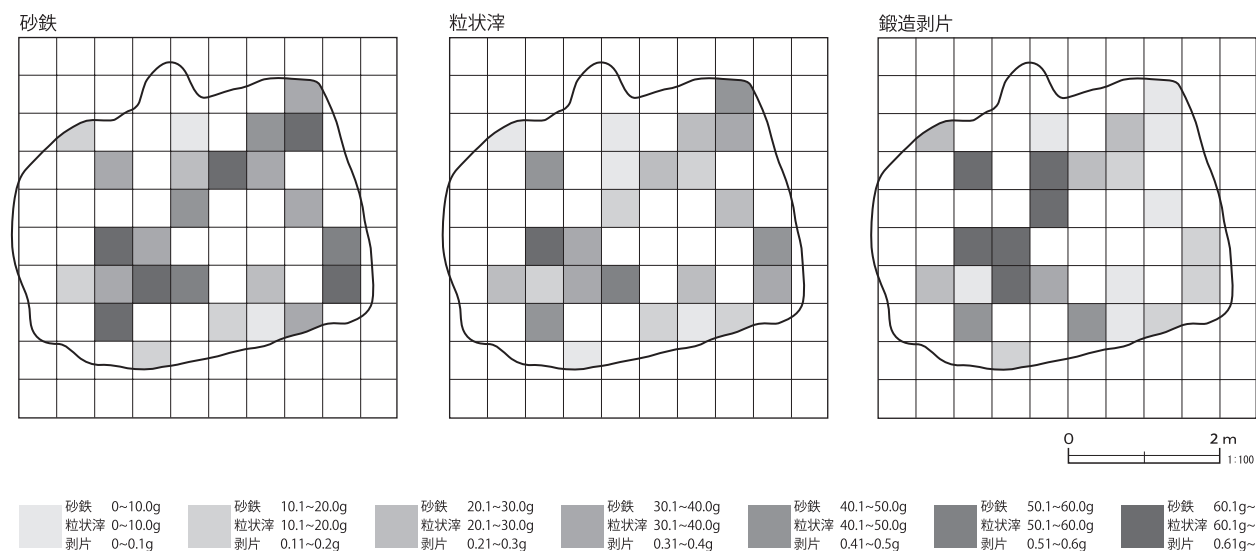 砂鉄
粒状滓
鍛造剥片
0 2 m
1:100
砂鉄 0~10.0g
粒状滓 0~10.0g
剥片 0~0.1g
砂鉄 10.1~20.0g
粒状滓 10.1~20.0g
剥片 0.11~0.2g
砂鉄 20.1~30.0g
粒状滓 20.1~30.0g
剥片 0.21~0.3g
砂鉄 30.1~40.0g
粒状滓 30.1~40.0g
剥片 0.31~0.4g
砂鉄 40.1~50.0g
粒状滓 40.1~50.0g
剥片 0.41~0.5g
砂鉄 50.1~60.0g
粒状滓 50.1~60.0g
剥片 0.51~0.6g
砂鉄 60.1g~
粒状滓 60.1g~
剥片 0.61g~